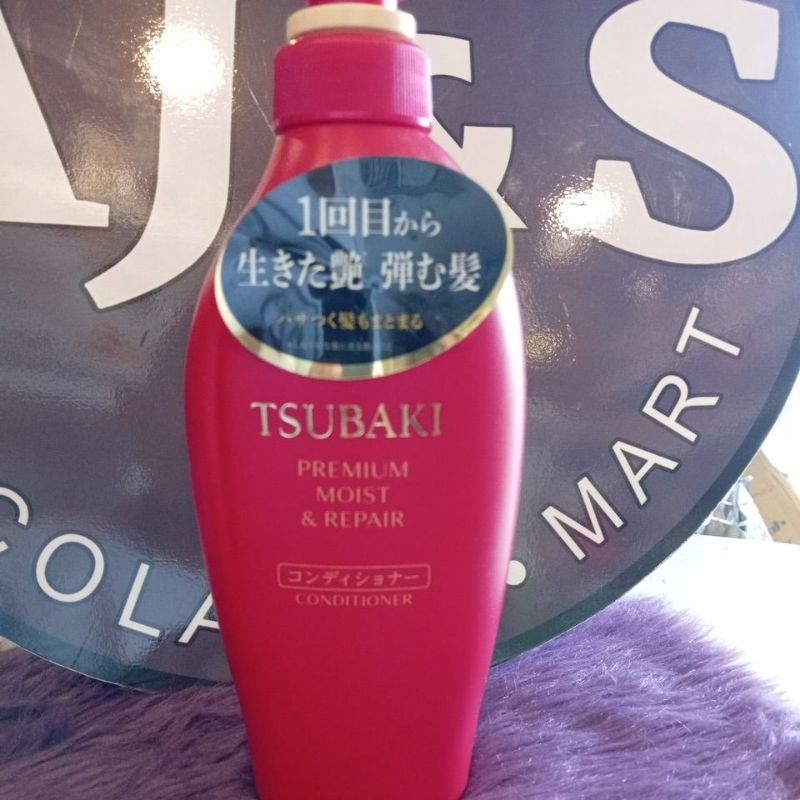 AJ&S
COLA
• MART
1回目から
生きた艶 弾む髪
パサつく髪もまとまる
TSUBAKI
PREMIUM
MOIST
& REPAIR
コンディショナー
CONDITIONER